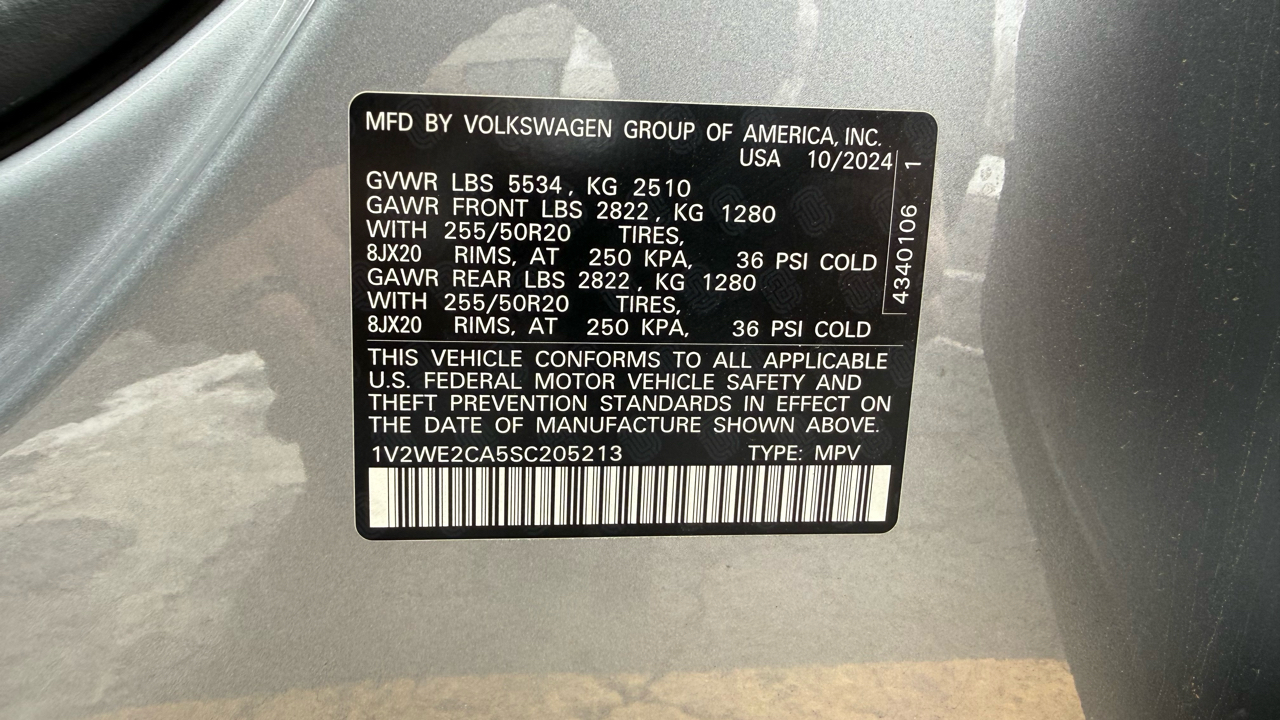 MFD BY VOLKSWAGEN GROUP OF AMERICA, INC.
USA 10/2024
GVWR LBS 5534, KG 2510
GAWR FRONT LBS 2822, KG 1280
WITH 255/50R20 TIRES,
8JX20 RIMS, AT 250 KPA, 36 PSI COLD
GAWR REAR LBS 2822, KG 1280
WITH 255/50R20 TIRES,
8JX20 RIMS, AT 250 KPA, 36 PSI COLD
4340106 1
THIS VEHICLE CONFORMS TO ALL APPLICABLE
U.S. FEDERAL MOTOR VEHICLE SAFETY AND
THEFT PREVENTION STANDARDS IN EFFECT ON
THE DATE OF MANUFACTURE SHOWN ABOVE.
1V2WE2CA5SC205213 TYPE: MPV